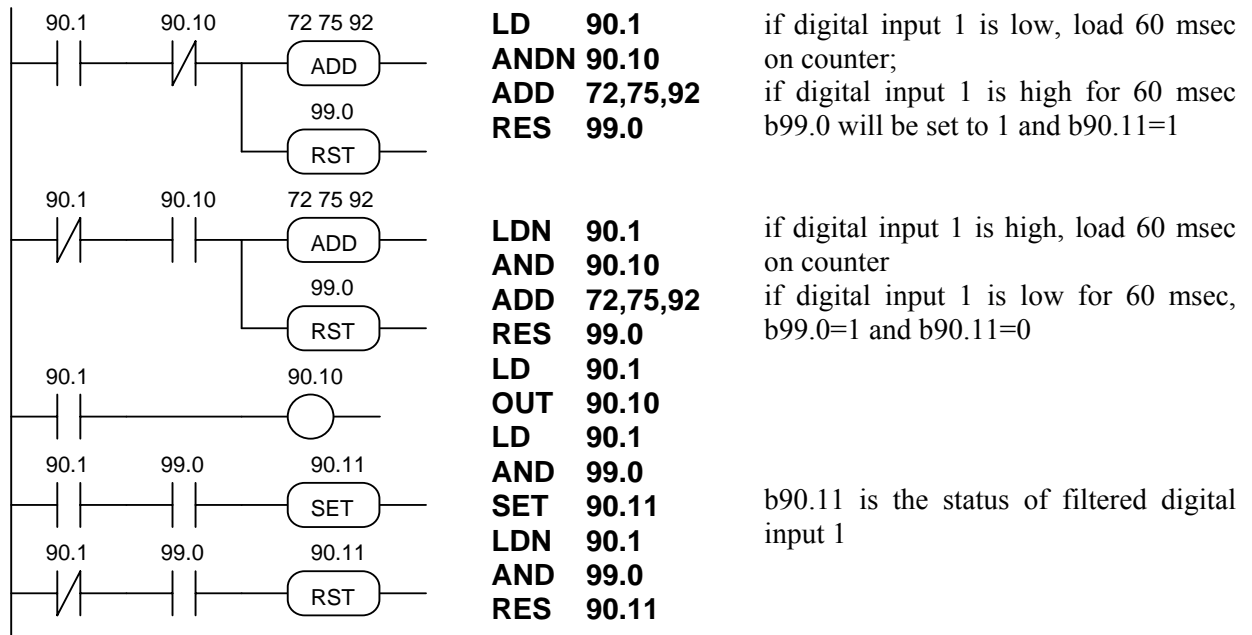 90.1 90.10 72 75 92
ADD
99.0
RST
90.1 90.10 72 75 92
ADD
99.0
RST
90.1 90.10
90.1 99.0 90.11
SET
90.1 99.0 90.11
RST
LD 90.1
ANDN 90.10
ADD 72,75,92
RES 99.0
LDN 90.1
AND 90.10
ADD 72,75,92
RES 99.0
LD 90.1
OUT 90.10
LD 90.1
AND 99.0
SET 90.11
LDN 90.1
AND 99.0
RES 90.11
if digital input 1 is low, load 60 msec
on counter;
if digital input 1 is high for 60 msec
b99.0 will be set to 1 and b90.11=1
if digital input 1 is high, load 60 msec
on counter
if digital input 1 is low for 60 msec,
b99.0=1 and b90.11=0
b90.11 is the status of filtered digital
input 1